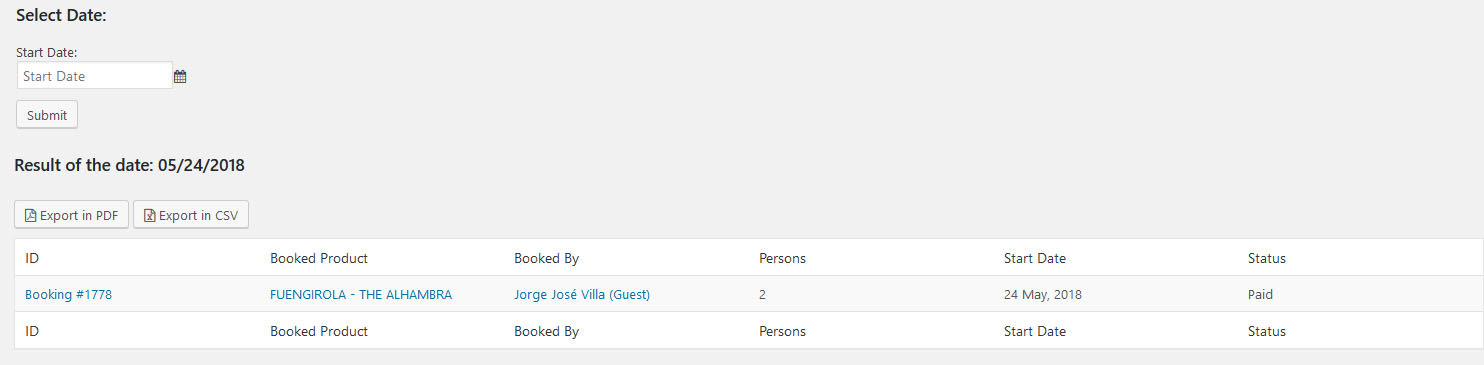 Select Date:
Start Date:
Start Date
Submit
Result of the date: 05/24/2018
Export in PDF Export in CSV
ID Booked Product Booked By Persons Start Date Status
Booking #1778 FUENGIROLA - THE ALHAMBRA Jorge José Villa (Guest) 2 24 May, 2018 Paid
ID Booked Product Booked By Persons Start Date Status